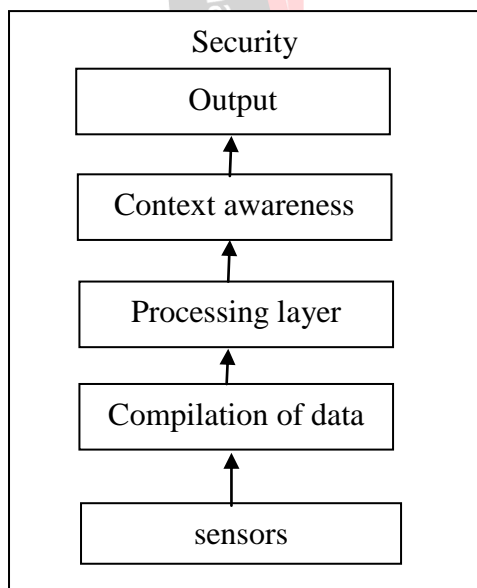 Security
Output
Context awareness
Processing layer
Compilation of data
sensors